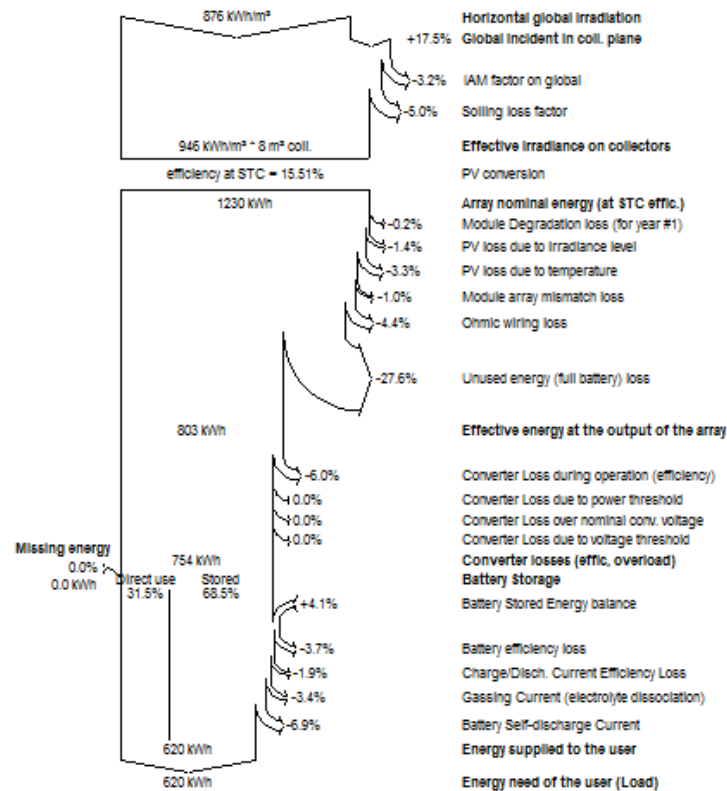 876 kWh/m² Horizontal global irradiation
+17.5% Global incident in coll. plane
-3.2% IAM factor on global
-5.0% Soiling loss factor
946 kWh/m² * 8 m² coll. Effective irradiance on collectors
efficiency at STC = 15.51% PV conversion
1230 kWh Array nominal energy (at STC effic.)
-0.2% Module Degradation loss (for year #1)
-1.4% PV loss due to irradiance level
-3.3% PV loss due to temperature
-1.0% Module array mismatch loss
-4.4% Ohmic wiring loss
-27.6% Unused energy (full battery) loss
803 kWh Effective energy at the output of the array
-6.0% Converter Loss during operation (efficiency)
0.0% Converter Loss due to power threshold
0.0% Converter Loss over nominal conv. voltage
0.0% Converter Loss due to voltage threshold
Missing energy 754 kWh Converter losses (effic, overload)
0.0% Direct use Stored Battery Storage
0.0 kWh 31.5% 68.5%
+4.1% Battery Stored Energy balance
-3.7% Battery efficiency loss
-1.9% Charge/Disch. Current Efficiency Loss
-3.4% Gassing Current (electrolyte dissociation)
-6.9% Battery Self-discharge Current
620 kWh Energy supplied to the user
620 kWh Energy need of the user (Load)